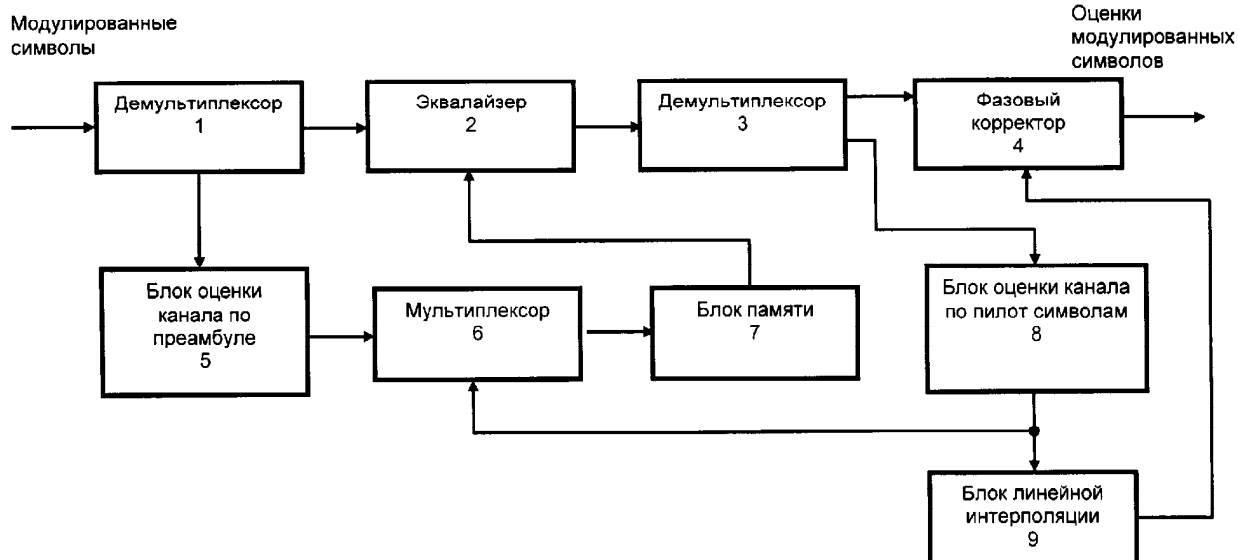 Модулированные
символы
Оценки
модулированных
символов
Демультиплексор
1
Эквалайзер
2
Демультиплексор
3
Фазовый
корректор
4
Блок оценки
канала по
преамбуле
5
Мультиплексор
6
Блок памяти
7
Блок оценки канала
по пилот символам
8
Блок линейной
интерполяции
9